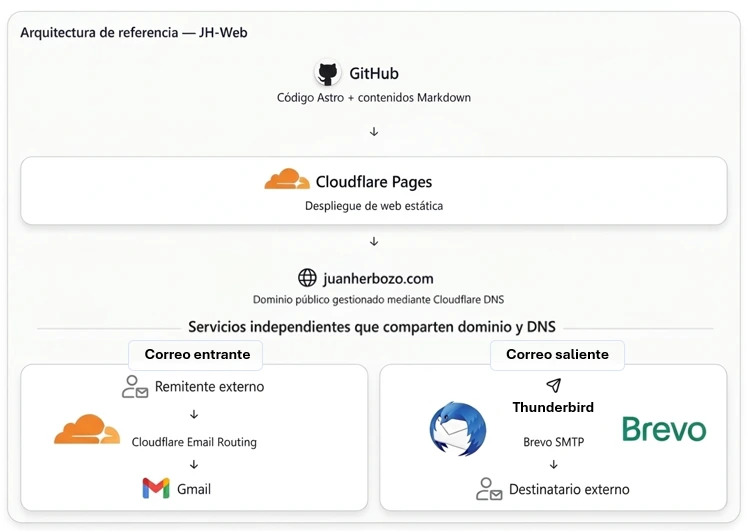 Arquitectura de referencia — JH-Web
GitHub
Código Astro + contenidos Markdown
↓
Cloudflare Pages
Despliegue de web estática
↓
juanherbozo.com
Dominio público gestionado mediante Cloudflare DNS
Servicios independientes que comparten dominio y DNS
Correo entrante
Remitente externo
↓
Cloudflare Email Routing
↓
Gmail
Correo saliente
Thunderbird
Brevo
Brevo SMTP
↓
Destinatario externo